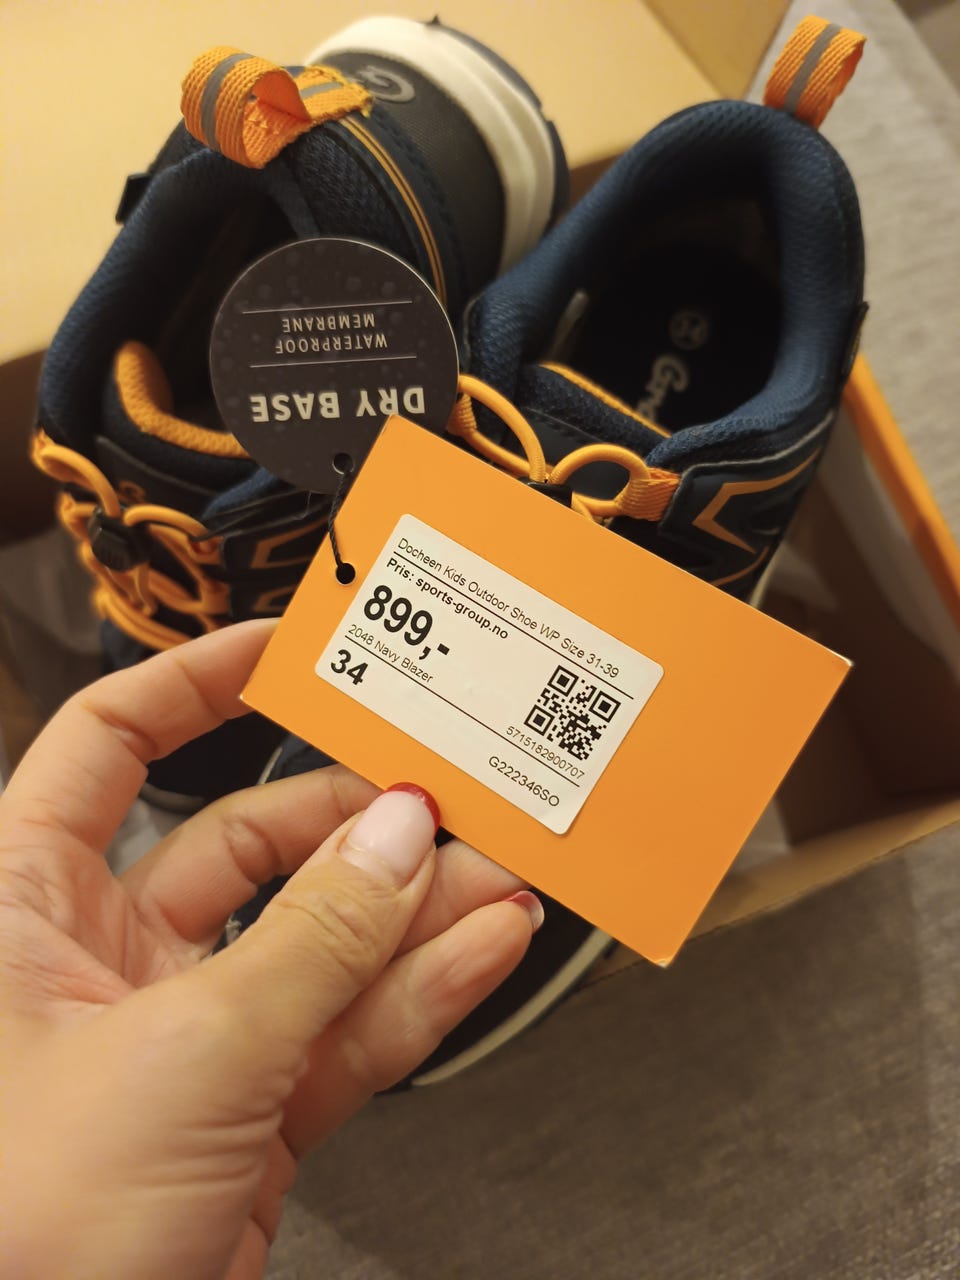 DRY BASE
WATERPROOF
MEMBRANE
Docheen Kids Outdoor Shoe WP Size 31-39
Pris: sports-group.no
899,-
2048 Navy Blazer
34
5715182900707
G222346SO